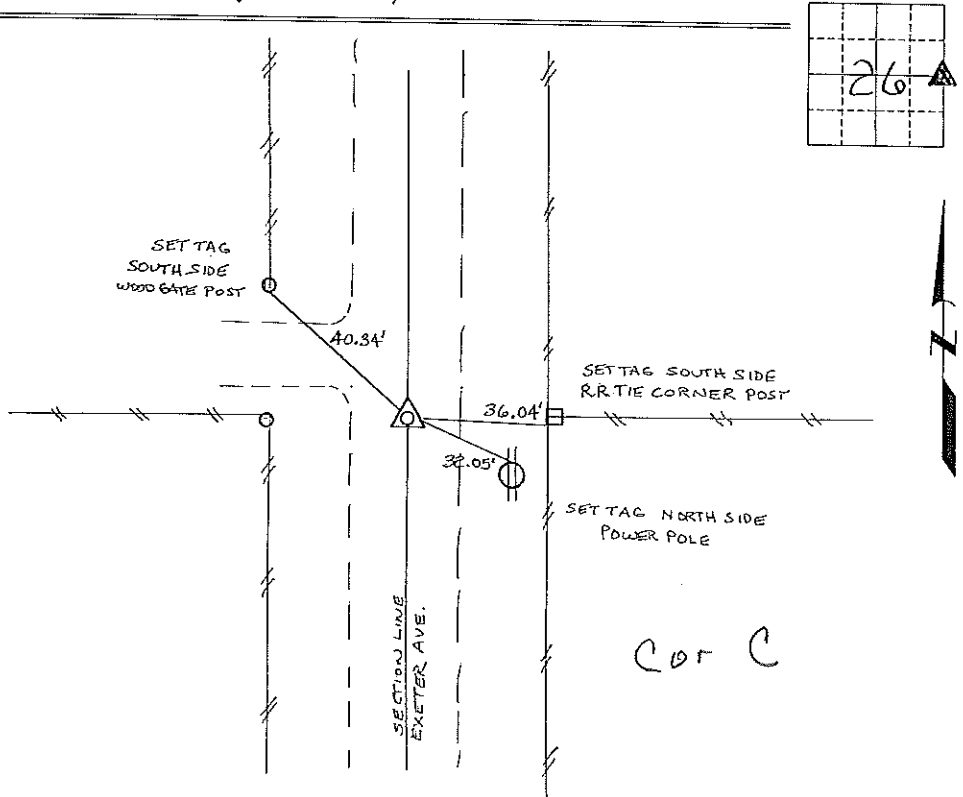 26
SET TAG
SOUTH SIDE
WOOD GATE POST
40.34'
SET TAG SOUTH SIDE
R.R. TIE CORNER POST
36.04'
32.05'
SET TAG NORTH SIDE
POWER POLE
SECTION LINE
EXETER AVE.
Cor C
N